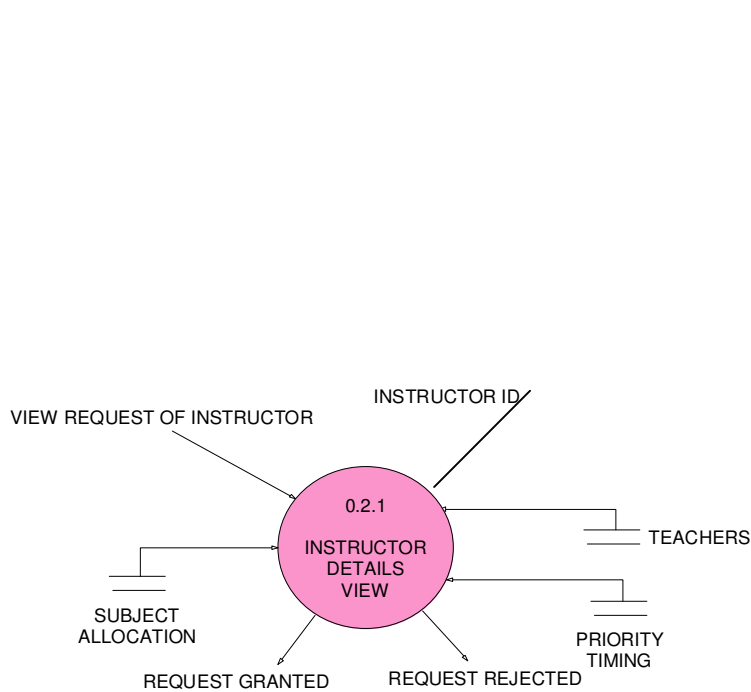 INSTRUCTOR ID
VIEW REQUEST OF INSTRUCTOR
0.2.1
INSTRUCTOR
DETAILS
VIEW
TEACHERS
SUBJECT
ALLOCATION
PRIORITY
TIMING
REQUEST GRANTED
REQUEST REJECTED